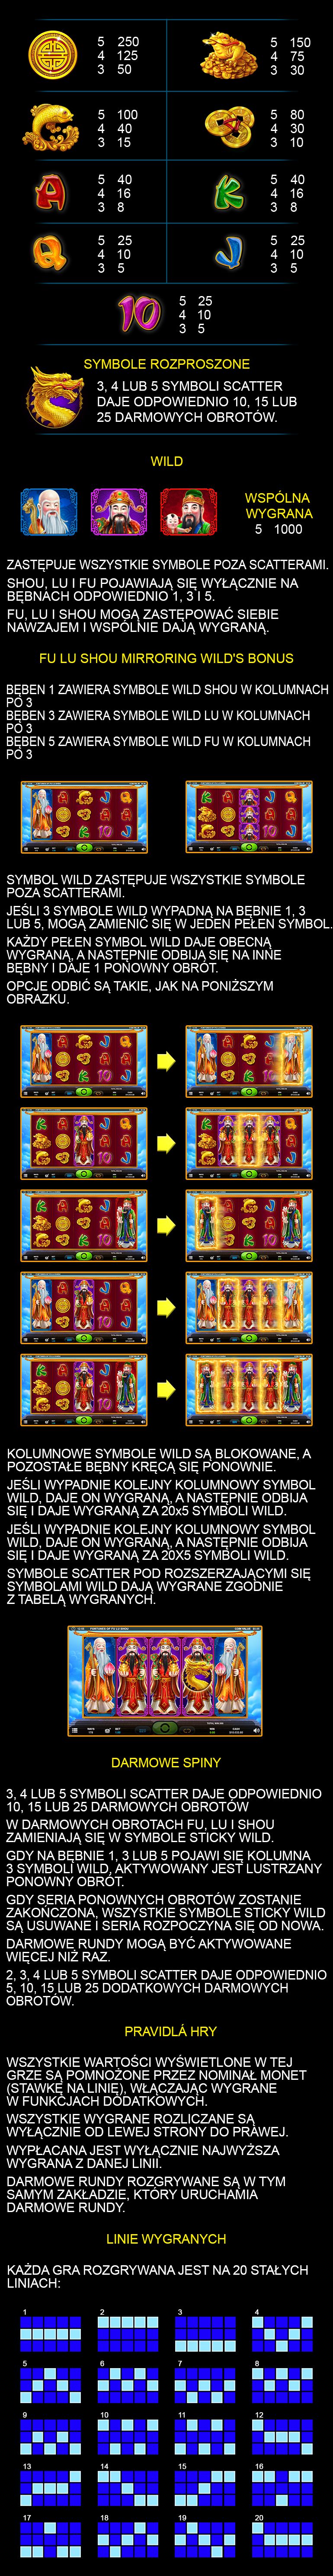 5 250
4 125
3 50
5 150
4 75
3 30
5 100
4 40
3 15
5 80
4 30
3 10
A
5 40
4 16
3 8
K
5 40
4 16
3 8
Q
5 25
4 10
3 5
J
5 25
4 10
3 5
10
5 25
4 10
3 5
SYMBOLE ROZPROSZONE
3, 4 LUB 5 SYMBOLI SCATTER
DAJE ODPOWIEDNIO 10, 15 LUB
25 DARMOWYCH OBROTÓW.
WILD
WSPÓLNA
WYGRANA
5 1000
ZASTĘPUJE WSZYSTKIE SYMBOLE POZA SCATTERAMI.
SHOU, LU I FU POJAWIAJĄ SIĘ WYŁĄCZNIE NA
BĘBNACH ODPOWIEDNIO 1, 3 I 5.
FU, LU I SHOU MOGĄ ZASTĘPOWAĆ SIEBIE
NAWZAJEM I WSPÓLNIE DAJĄ WYGRANĄ.
FU LU SHOU MIRRORING WILD'S BONUS
BĘBEN 1 ZAWIERA SYMBOLE WILD SHOU W KOLUMNACH
PO 3
BĘBEN 3 ZAWIERA SYMBOLE WILD LU W KOLUMNACH
PO 3
BĘBEN 5 ZAWIERA SYMBOLE WILD FU W KOLUMNACH
PO 3
SYMBOL WILD ZASTĘPUJE WSZYSTKIE SYMBOLE
POZA SCATTERAMI.
JEŚLI 3 SYMBOLE WILD WYPADNĄ NA BĘBNIE 1, 3
LUB 5, MOGĄ ZAMIENIĆ SIĘ W JEDEN PEŁEN SYMBOL.
KAŻDY PEŁEN SYMBOL WILD DAJE OBECNĄ
WYGRANĄ, A NASTĘPNIE ODBIJA SIĘ NA INNE
BĘBNY I DAJE 1 PONOWNY OBRÓT.
OPCJE ODBIĆ SĄ TAKIE, JAK NA PONIŻSZYM
OBRAZKU.
KOLUMNOWE SYMBOLE WILD SĄ BLOKOWANE, A
POZOSTAŁE BĘBNY KRĘCĄ SIĘ PONOWNIE.
JEŚLI WYPADNIE KOLEJNY KOLUMNOWY SYMBOL
WILD, DAJE ON WYGRANĄ, A NASTĘPNIE ODBIJA
SIĘ I DAJE WYGRANĄ ZA 20x5 SYMBOLI WILD.
JEŚLI WYPADNIE KOLEJNY KOLUMNOWY SYMBOL
WILD, DAJE ON WYGRANĄ, A NASTĘPNIE ODBIJA
SIĘ I DAJE WYGRANĄ ZA 20X5 SYMBOLI WILD.
SYMBOLE SCATTER POD ROZSZERZAJĄCYMI SIĘ
SYMBOLAMI WILD DAJĄ WYGRANE ZGODNIE
Z TABELĄ WYGRANYCH.
DARMOWE SPINY
3, 4 LUB 5 SYMBOLI SCATTER DAJE ODPOWIEDNIO
10, 15 LUB 25 DARMOWYCH OBROTÓW
W DARMOWYCH OBROTACH FU, LU I SHOU
ZAMIENIAJĄ SIĘ W SYMBOLE STICKY WILD.
GDY NA BĘBNIE 1, 3 LUB 5 POJAWI SIĘ KOLUMNA
3 SYMBOLI WILD, AKTYWOWANY JEST LUSTRZANY
PONOWNY OBRÓT.
GDY SERIA PONOWNYCH OBROTÓW ZOSTANIE
ZAKOŃCZONA, WSZYSTKIE SYMBOLE STICKY WILD
SĄ USUWANE I SERIA ROZPOCZYNA SIĘ OD NOWA.
DARMOWE RUNDY MOGĄ BYĆ AKTYWOWANE
WIĘCEJ NIŻ RAZ.
2, 3, 4 LUB 5 SYMBOLI SCATTER DAJE ODPOWIEDNIO
5, 10, 15 LUB 25 DODATKOWYCH DARMOWYCH
OBROTÓW.
PRAVIDLÁ HRY
WSZYSTKIE WARTOŚCI WYŚWIETLONE W TEJ
GRZE SĄ POMNOŻONE PRZEZ NOMINAŁ MONET
(STAWKĘ NA LINIĘ), WŁĄCZAJĄC WYGRANE
W FUNKCJACH DODATKOWYCH.
WSZYSTKIE WYGRANE ROZLICZANE SĄ
WYŁĄCZNIE OD LEWEJ STRONY DO PRAWEJ.
WYPŁACANA JEST WYŁĄCZNIE NAJWYŻSZA
WYGRANA Z DANEJ LINII.
DARMOWE RUNDY ROZGRYWANE SĄ W TYM
SAMYM ZAKŁADZIE, KTÓRY URUCHAMIA
DARMOWE RUNDY.
LINIE WYGRANYCH
KAŻDA GRA ROZGRYWANA JEST NA 20 STAŁYCH
LINIACH:
1 2 3 4
5 6 7 8
9 10 11 12
13 14 15 16
17 18 19 20